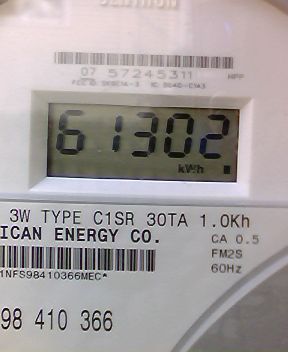 07 57245311
61302
kWh
3W TYPE C1SR 30TA 1.0Kh
ICAN ENERGY CO.
CA 0.5
FM2S
60Hz
1NFS98410366MEC*
98 410 366